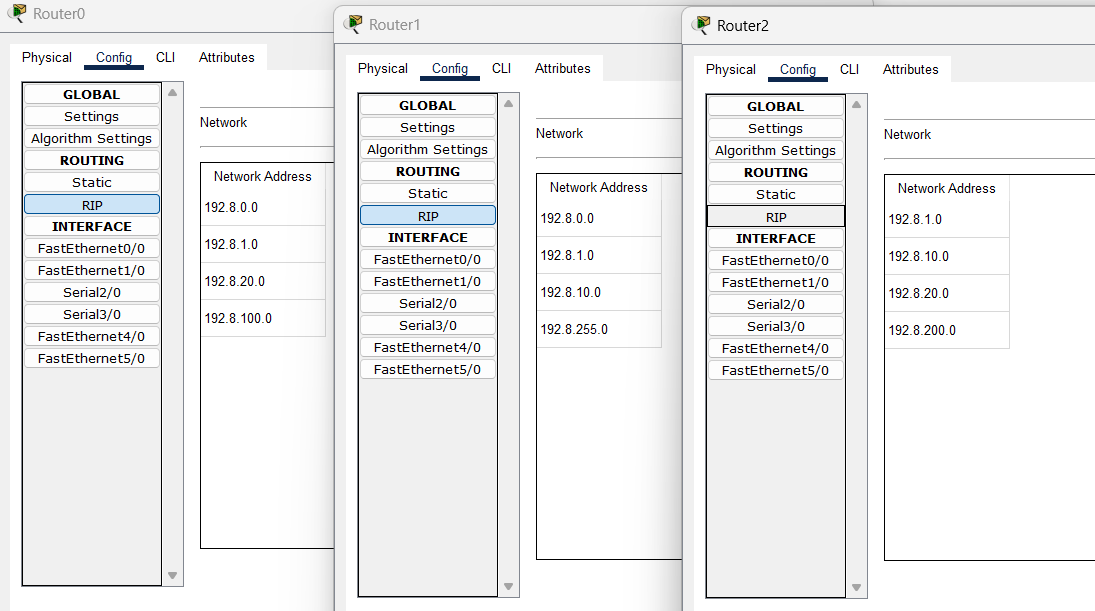 Router0
Physical Config CLI Attributes
GLOBAL
Settings
Algorithm Settings
ROUTING
Static
RIP
INTERFACE
FastEthernet0/0
FastEthernet1/0
Serial2/0
Serial3/0
FastEthernet4/0
FastEthernet5/0
Network
Network Address
192.8.0.0
192.8.1.0
192.8.20.0
192.8.100.0
Router1
Physical Config CLI Attributes
GLOBAL
Settings
Algorithm Settings
ROUTING
Static
RIP
INTERFACE
FastEthernet0/0
FastEthernet1/0
Serial2/0
Serial3/0
FastEthernet4/0
FastEthernet5/0
Network
Network Address
192.8.0.0
192.8.1.0
192.8.10.0
192.8.255.0
Router2
Physical Config CLI Attributes
GLOBAL
Settings
Algorithm Settings
ROUTING
Static
RIP
INTERFACE
FastEthernet0/0
FastEthernet1/0
Serial2/0
Serial3/0
FastEthernet4/0
FastEthernet5/0
Network
Network Address
192.8.1.0
192.8.10.0
192.8.20.0
192.8.200.0